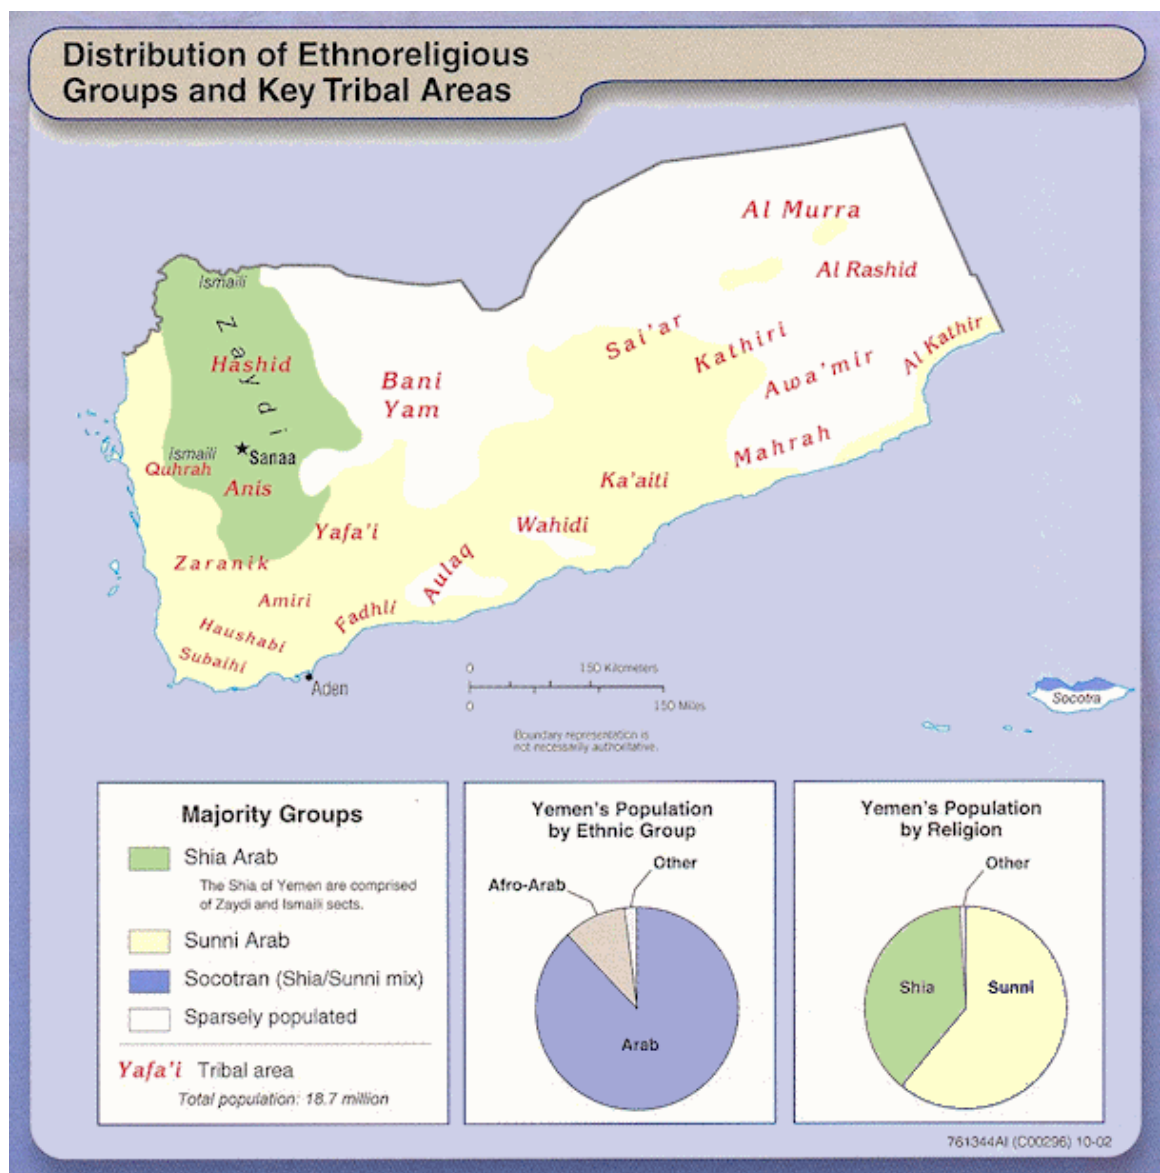 Distribution of Ethnoreligious
Groups and Key Tribal Areas
Al Murra
Al Rashid
Ismaili
Zaydi
Sai'ar
Kathiri
Al Kathir
Hashid
Bani
Yam
Awa'mir
Mahrah
Ismaili
Sanaa
Quhrah
Anis
Ka'aiti
Yafa'i
Wahidi
Zaranik
Aulaq
Amiri
Fadhli
Haushabi
Subaihi
Aden
0 150 Kilometers
0 150 Miles
Boundary representation is
not necessarily authoritative.
Socotra
Majority Groups
Shia Arab
The Shia of Yemen are comprised
of Zaydi and Ismaili sects.
Sunni Arab
Socotran (Shia/Sunni mix)
Sparsely populated
Yafa'i Tribal area
Total population: 18.7 million
Yemen's Population
by Ethnic Group
Other
Afro-Arab
Arab
Yemen's Population
by Religion
Other
Shia
Sunni
761344AI (C00296) 10-02